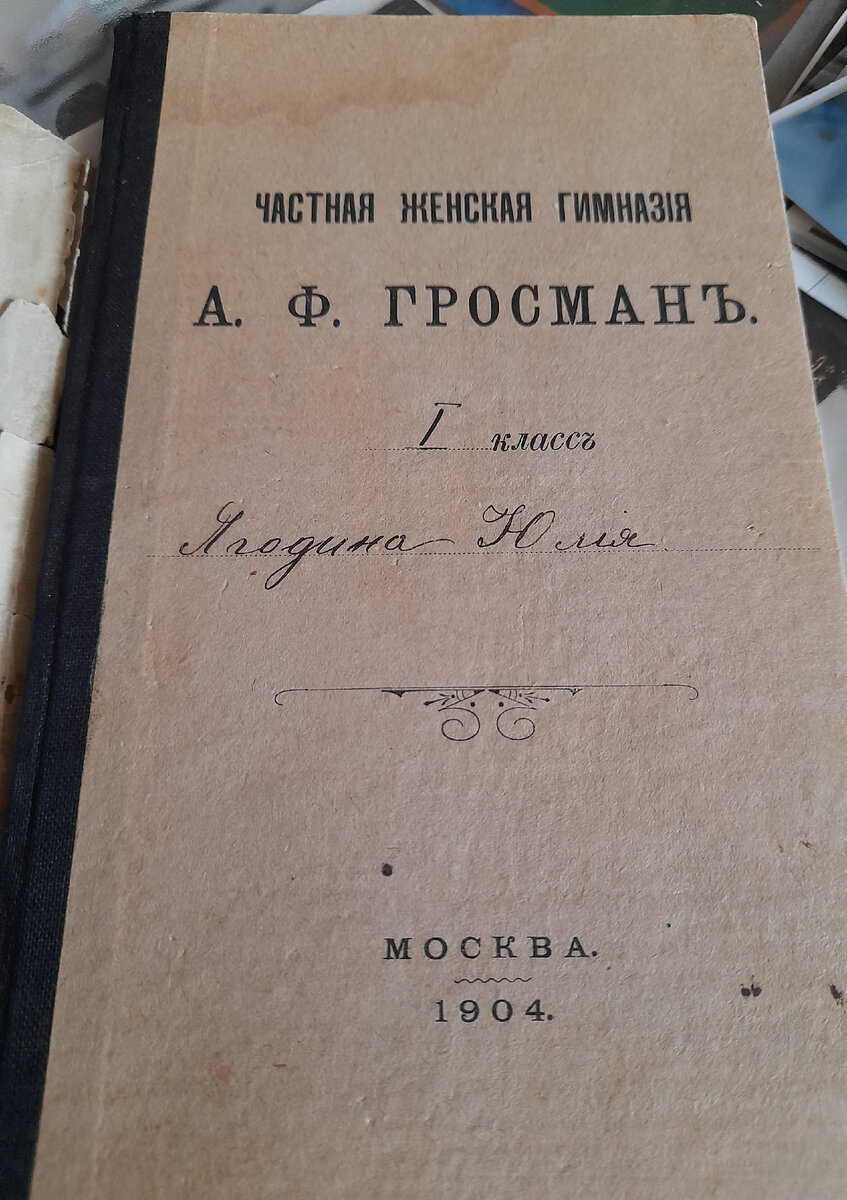 ЧАСТНАЯ ЖЕНСКАЯ ГИМНАЗІЯ
А. Ф. ГРОСМАНЪ.
I классъ
Ягодина Юлія
МОСКВА.
1904.